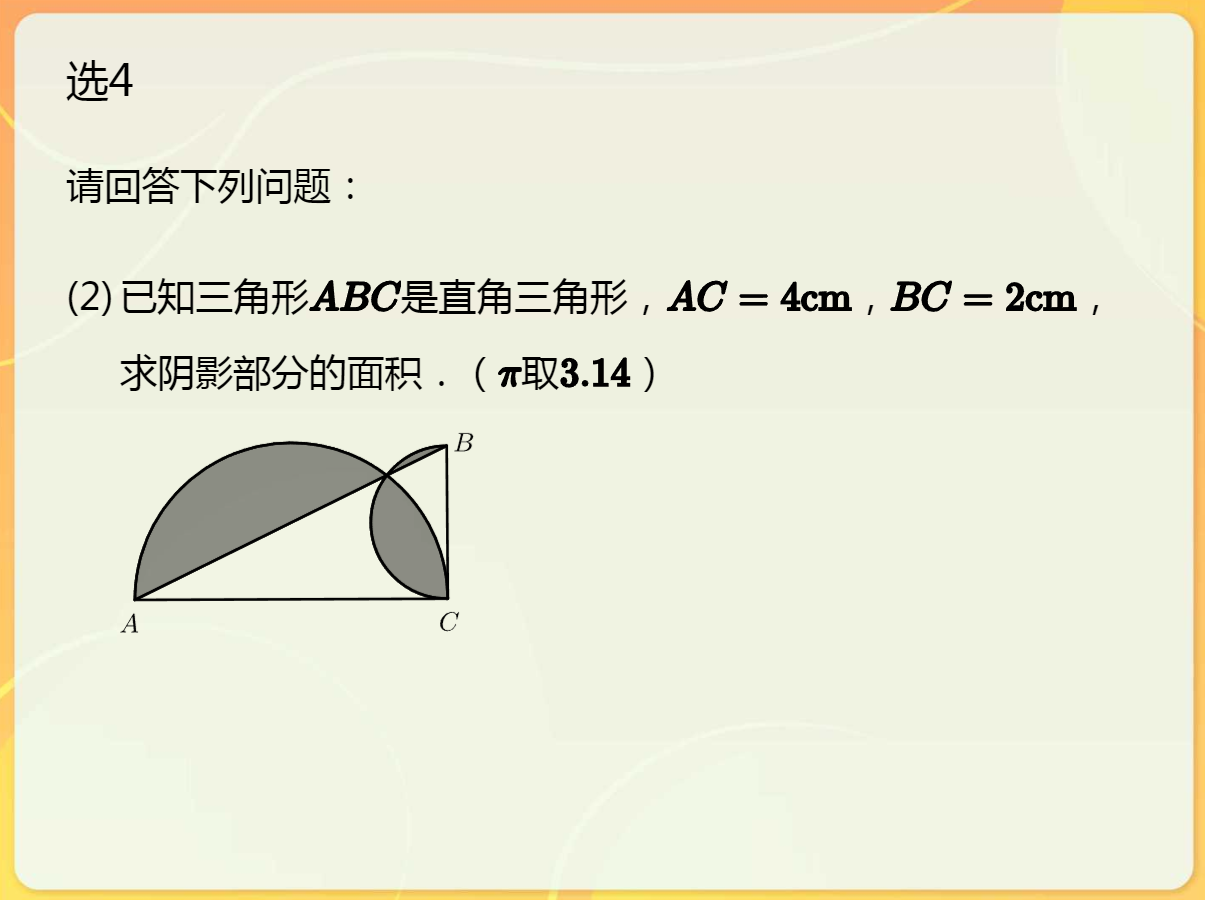 选4
请回答下列问题：
(2) 已知三角形ABC是直角三角形，AC = 4cm，BC = 2cm，
求阴影部分的面积．（π取3.14）
B
A
C